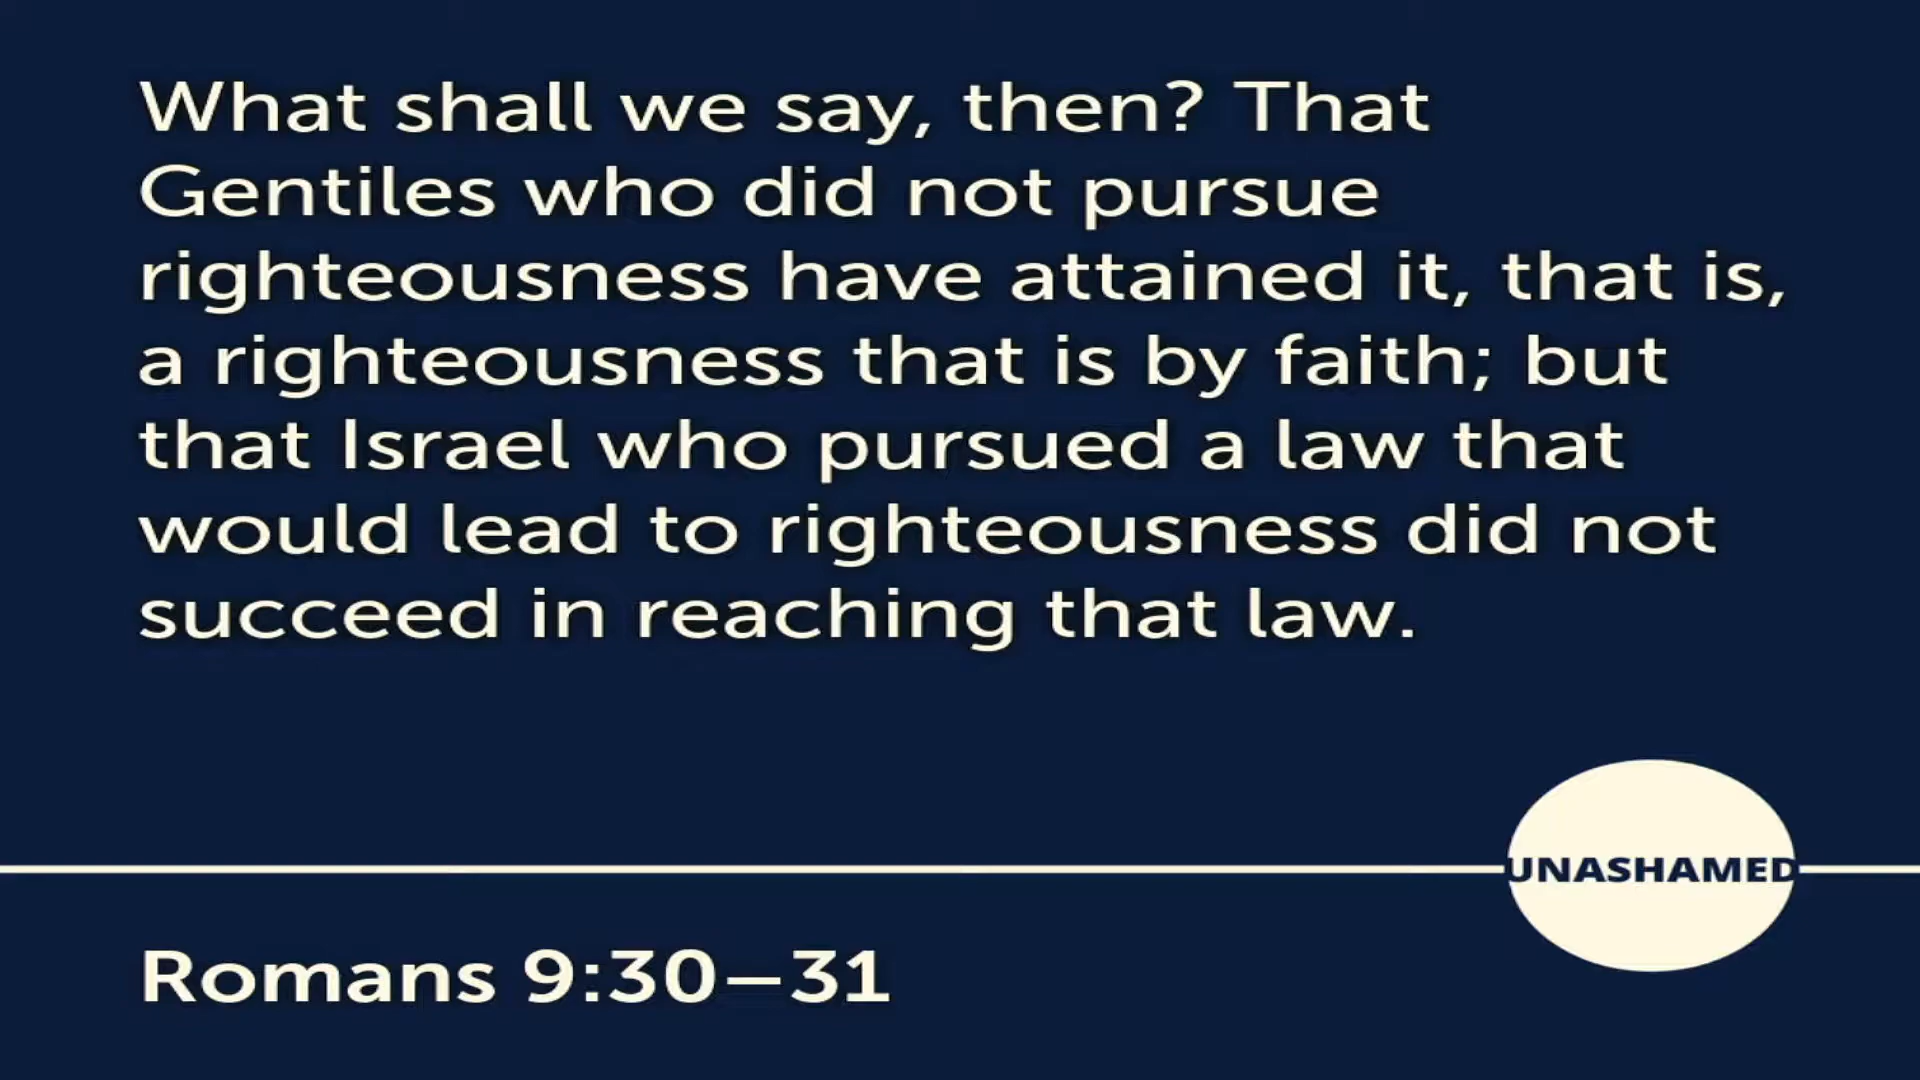 What shall we say, then? That
Gentiles who did not pursue
righteousness have attained it, that is,
a righteousness that is by faith; but
that Israel who pursued a law that
would lead to righteousness did not
succeed in reaching that law.
UNASHAMED
Romans 9:30–31